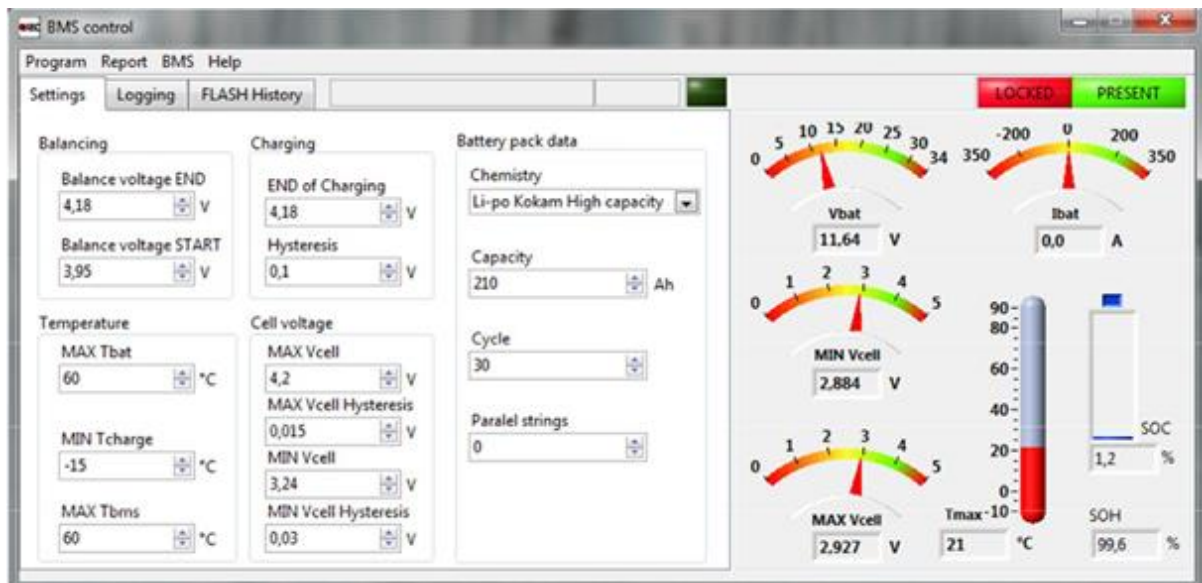 BMS control
Program Report BMS Help
Settings Logging FLASH History
LOCKED PRESENT
Balancing
Balance voltage END
4,18 V
Balance voltage START
3,95 V
Charging
END of Charging
4,18 V
Hysteresis
0,1 V
Temperature
MAX Tbat
60 °C
MIN Tcharge
-15 °C
MAX Tbms
60 °C
Cell voltage
MAX Vcell
4,2 V
MAX Vcell Hysteresis
0,015 V
MIN Vcell
3,24 V
MIN Vcell Hysteresis
0,03 V
Battery pack data
Chemistry
Li-po Kokam High capacity
Capacity
210 Ah
Cycle
30
Paralel strings
0
0 5 10 15 20 25 30 34
Vbat
11,64 V
350 -200 0 200 350
Ibat
0,0 A
0 1 2 3 4 5
MIN Vcell
2,884 V
0 1 2 3 4 5
MAX Vcell
2,927 V
90
80
60
40
20
0
-10
Tmax
21 °C
SOC
1,2 %
SOH
99,6 %